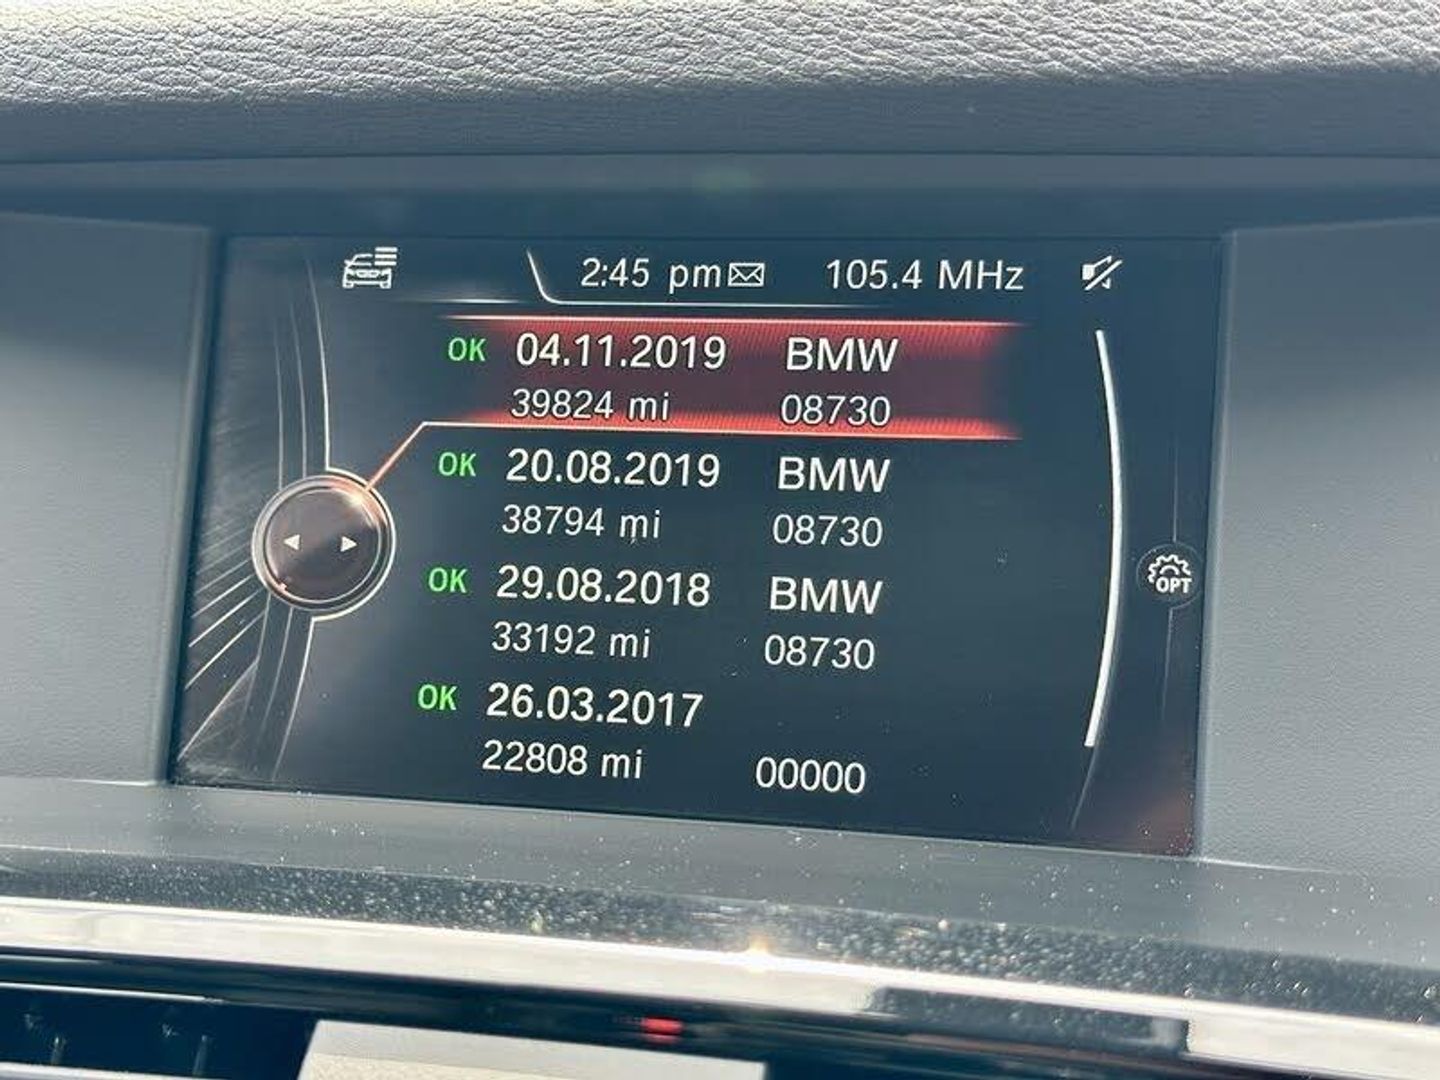 2:45 pm 105.4 MHz
OK 04.11.2019 BMW
39824 mi 08730
OK 20.08.2019 BMW
38794 mi 08730
OK 29.08.2018 BMW
33192 mi 08730
OK 26.03.2017
22808 mi 00000
OPT